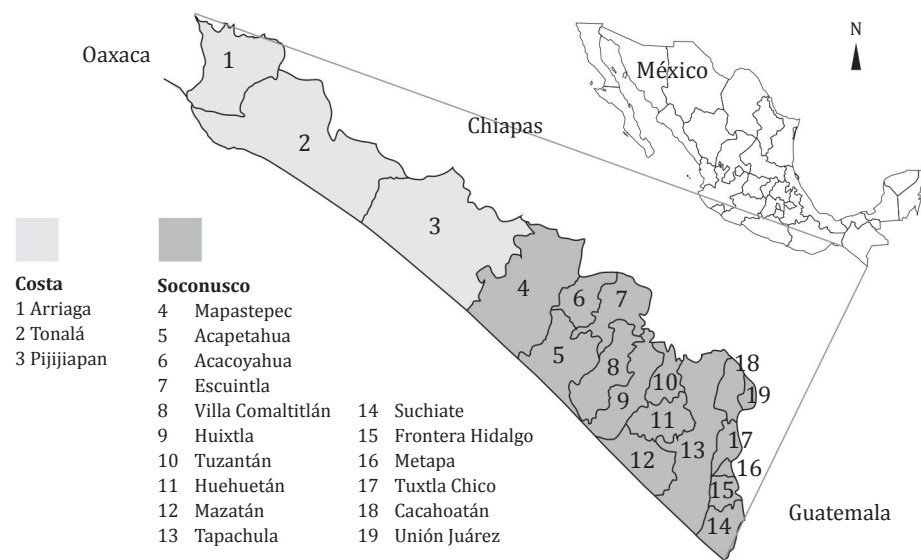 Oaxaca
México
N
Chiapas
1
2
3
4
6
7
5
8
9
10
11
12
13
18
19
17
16
15
14
Guatemala
Costa
1 Arriaga
2 Tonalá
3 Pijijiapan
Soconusco
4 Mapastepec
5 Acapetahua
6 Acacoyahua
7 Escuintla
8 Villa Comaltitlán
9 Huixtla
10 Tuzantán
11 Huehuetán
12 Mazatán
13 Tapachula
14 Suchiate
15 Frontera Hidalgo
16 Metapa
17 Tuxtla Chico
18 Cacahoatán
19 Unión Juárez